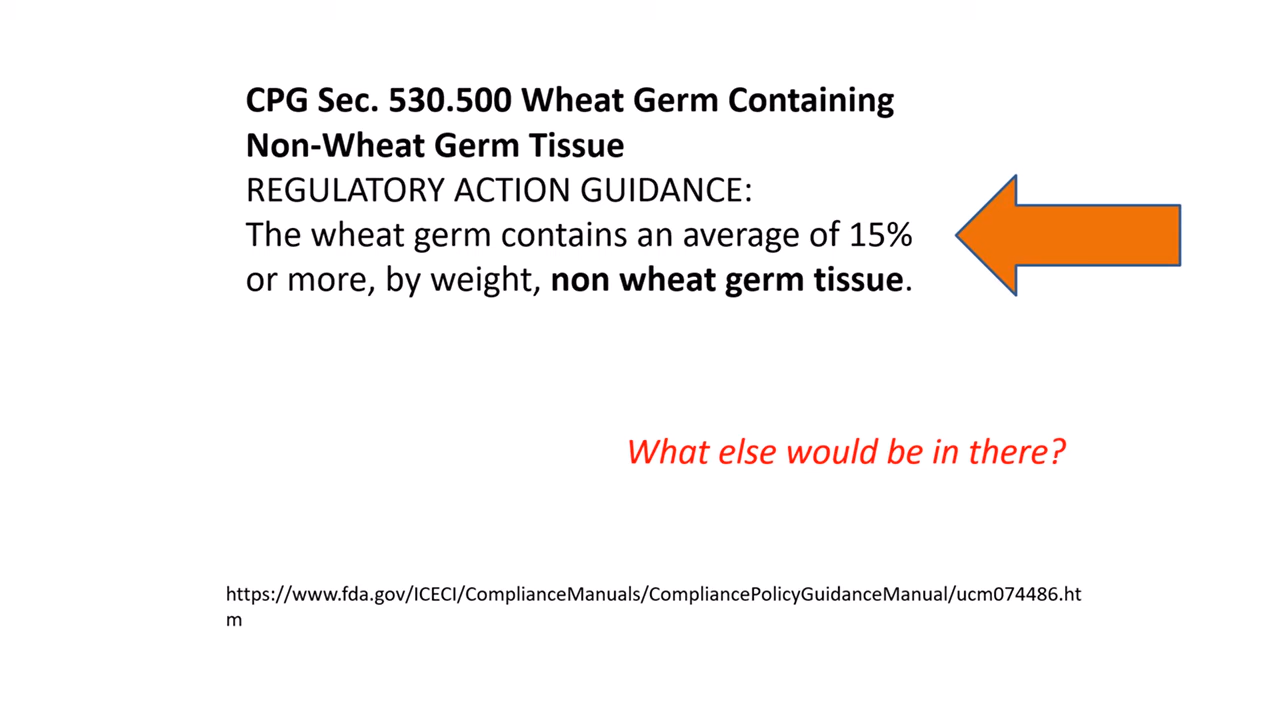 CPG Sec. 530.500 Wheat Germ Containing
Non-Wheat Germ Tissue
REGULATORY ACTION GUIDANCE:
The wheat germ contains an average of 15%
or more, by weight, non wheat germ tissue.
What else would be in there?
https://www.fda.gov/ICECI/ComplianceManuals/CompliancePolicyGuidanceManual/ucm074486.ht
m